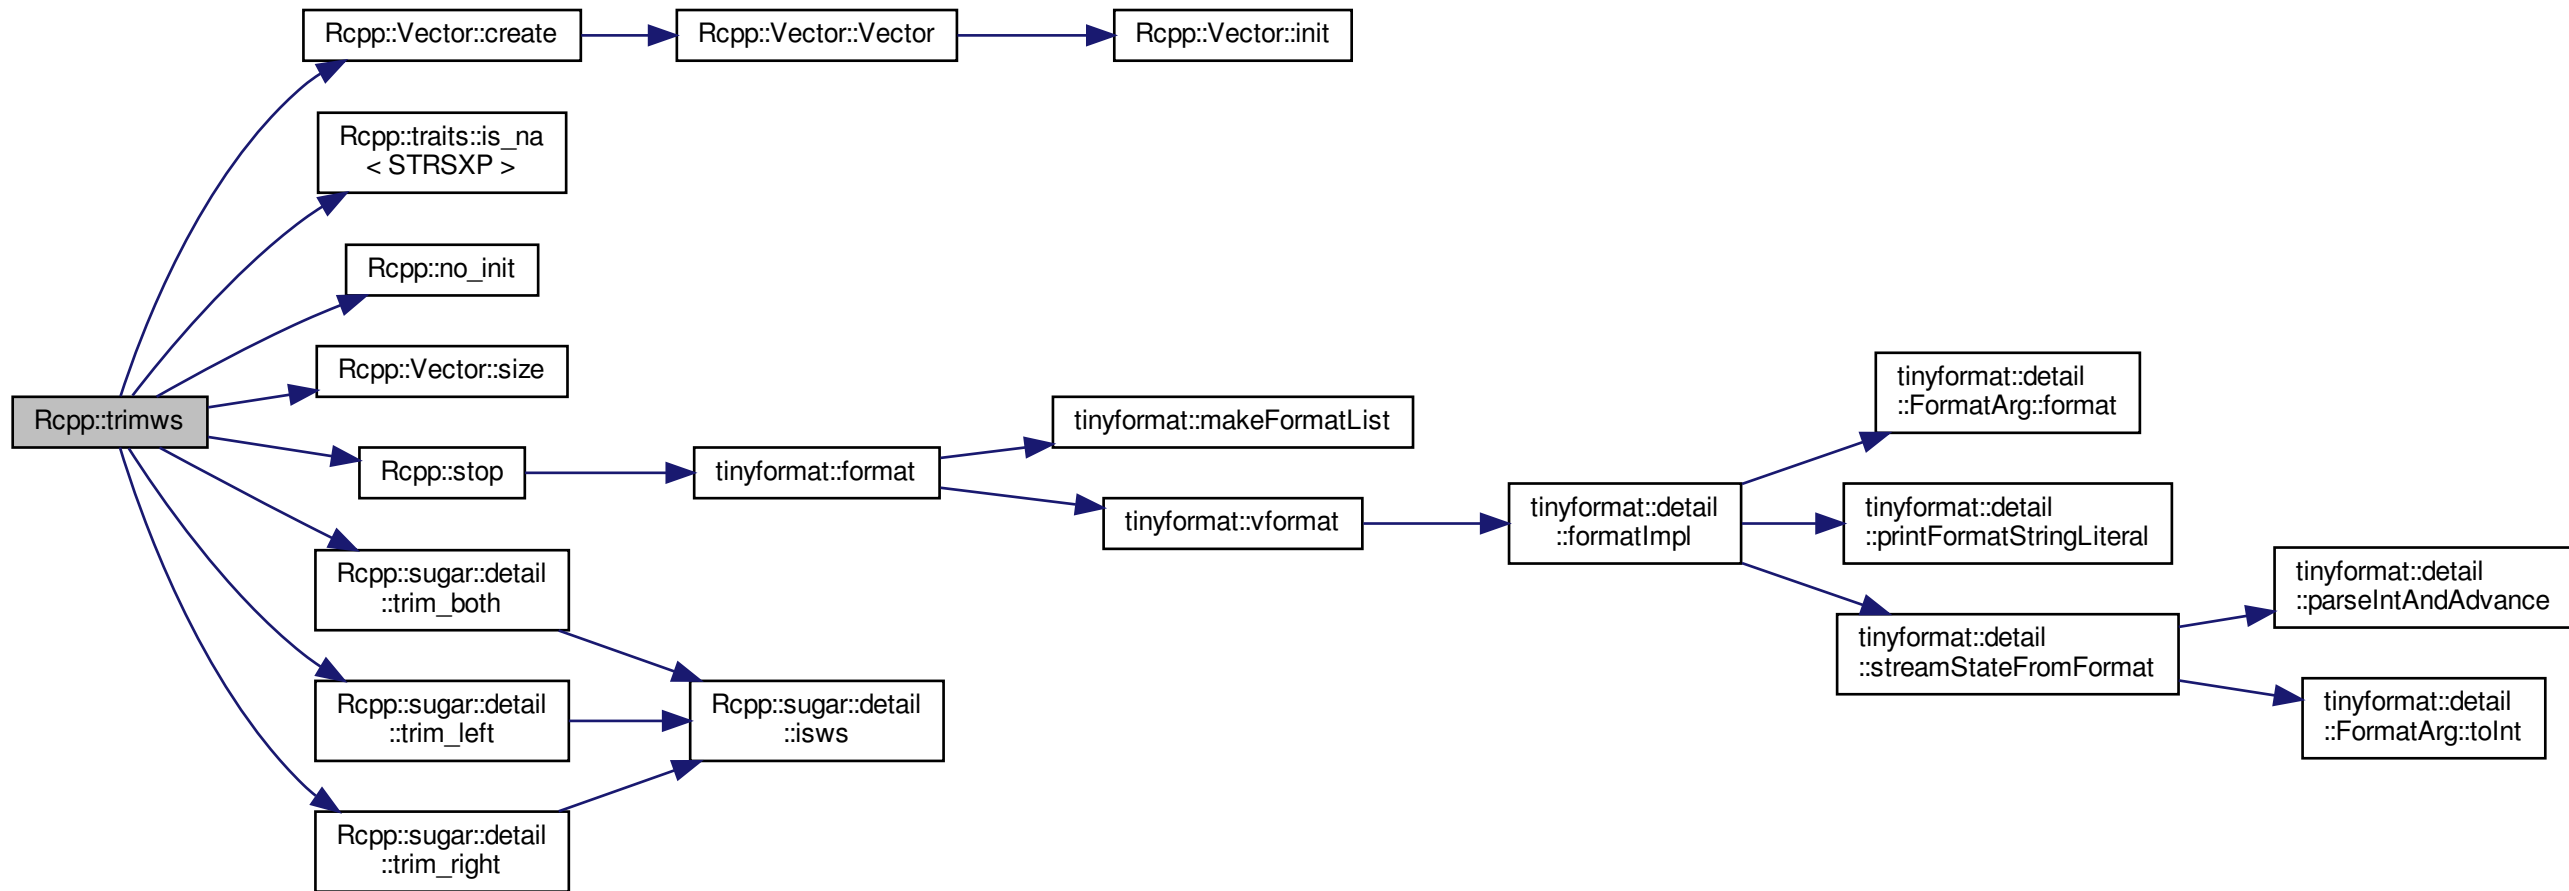 Rcpp::Vector::create
Rcpp::Vector::Vector
Rcpp::Vector::init
Rcpp::traits::is_na
< STRSXP >
Rcpp::no_init
Rcpp::Vector::size
Rcpp::trimws
Rcpp::stop
tinyformat::format
tinyformat::makeFormatList
tinyformat::vformat
tinyformat::detail
::formatImpl
tinyformat::detail
::FormatArg::format
tinyformat::detail
::printFormatStringLiteral
tinyformat::detail
::streamStateFromFormat
tinyformat::detail
::parseIntAndAdvance
tinyformat::detail
::FormatArg::toInt
Rcpp::sugar::detail
::trim_both
Rcpp::sugar::detail
::trim_left
Rcpp::sugar::detail
::isws
Rcpp::sugar::detail
::trim_right